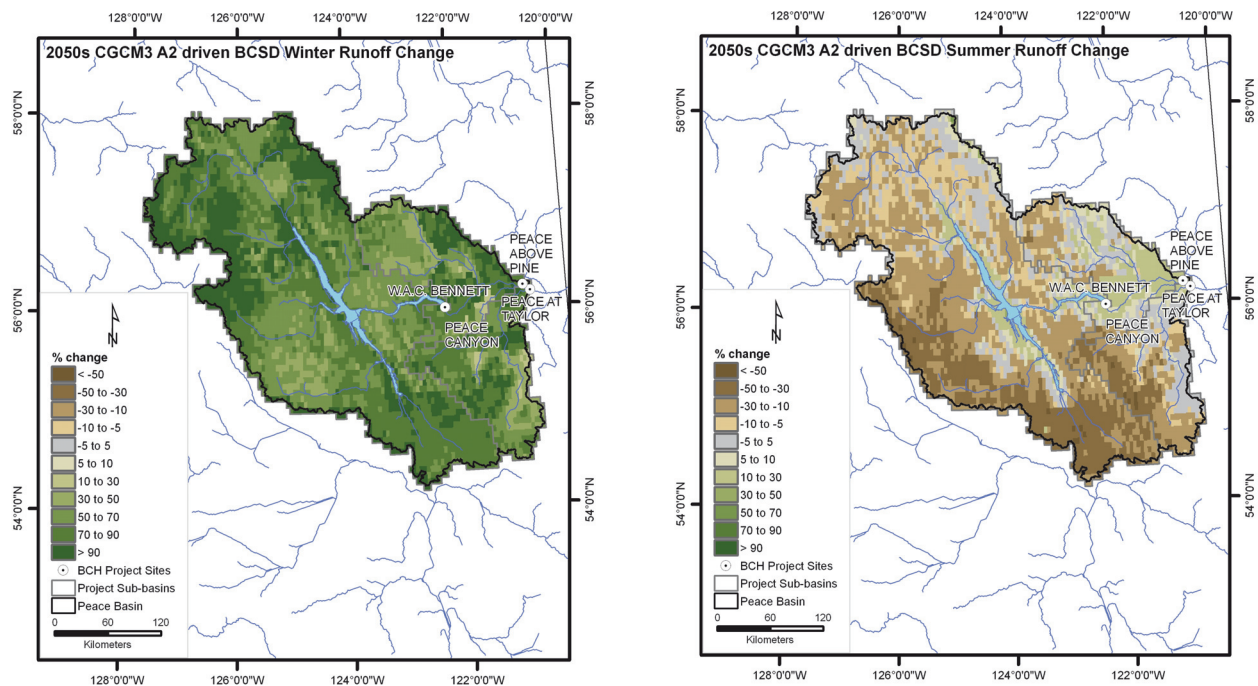 128°0'0"W 126°0'0"W 124°0'0"W 122°0'0"W 120°0'0"W
2050s CGCM3 A2 driven BCSD Winter Runoff Change
58°0'0"N
58°0'0"N
56°0'0"N
56°0'0"N
54°0'0"N
54°0'0"N
PEACE
ABOVE
PINE
W.A.C. BENNETT
PEACE AT
TAYLOR
PEACE
CANYON
N
% change
< -50
-50 to -30
-30 to -10
-10 to -5
-5 to 5
5 to 10
10 to 30
30 to 50
50 to 70
70 to 90
> 90
BCH Project Sites
Project Sub-basins
Peace Basin
0 60 120
Kilometers
128°0'0"W 126°0'0"W 124°0'0"W 122°0'0"W
128°0'0"W 126°0'0"W 124°0'0"W 122°0'0"W 120°0'0"W
2050s CGCM3 A2 driven BCSD Summer Runoff Change
58°0'0"N
58°0'0"N
56°0'0"N
56°0'0"N
54°0'0"N
54°0'0"N
PEACE
ABOVE
PINE
W.A.C. BENNETT
PEACE AT
TAYLOR
PEACE
CANYON
N
% change
< -50
-50 to -30
-30 to -10
-10 to -5
-5 to 5
5 to 10
10 to 30
30 to 50
50 to 70
70 to 90
> 90
BCH Project Sites
Project Sub-basins
Peace Basin
0 60 120
Kilometers
128°0'0"W 126°0'0"W 124°0'0"W 122°0'0"W